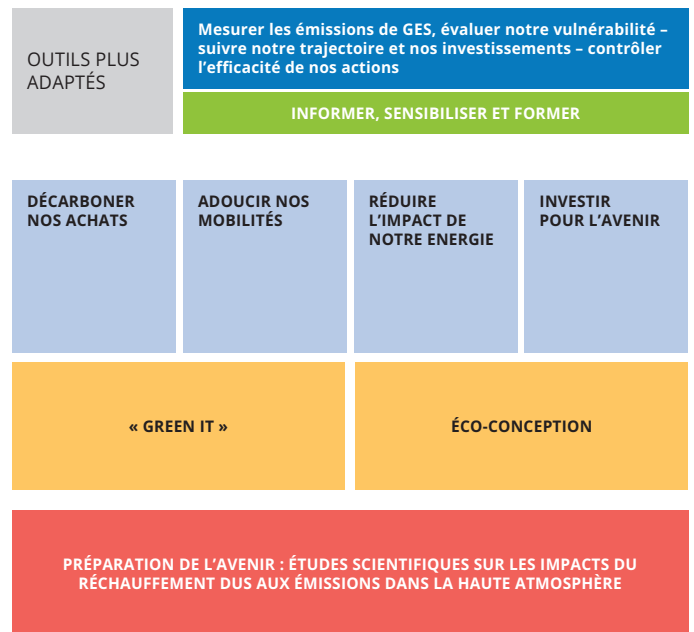 OUTILS PLUS
ADAPTÉS
Mesurer les émissions de GES, évaluer notre vulnérabilité –
suivre notre trajectoire et nos investissements – contrôler
l’efficacité de nos actions
INFORMER, SENSIBILISER ET FORMER
DÉCARBONER
NOS ACHATS
ADOUCIR NOS
MOBILITÉS
RÉDUIRE
L’IMPACT DE
NOTRE ENERGIE
INVESTIR
POUR L’AVENIR
« GREEN IT »
ÉCO-CONCEPTION
PRÉPARATION DE L’AVENIR : ÉTUDES SCIENTIFIQUES SUR LES IMPACTS DU
RÉCHAUFFEMENT DUS AUX ÉMISSIONS DANS LA HAUTE ATMOSPHÈRE